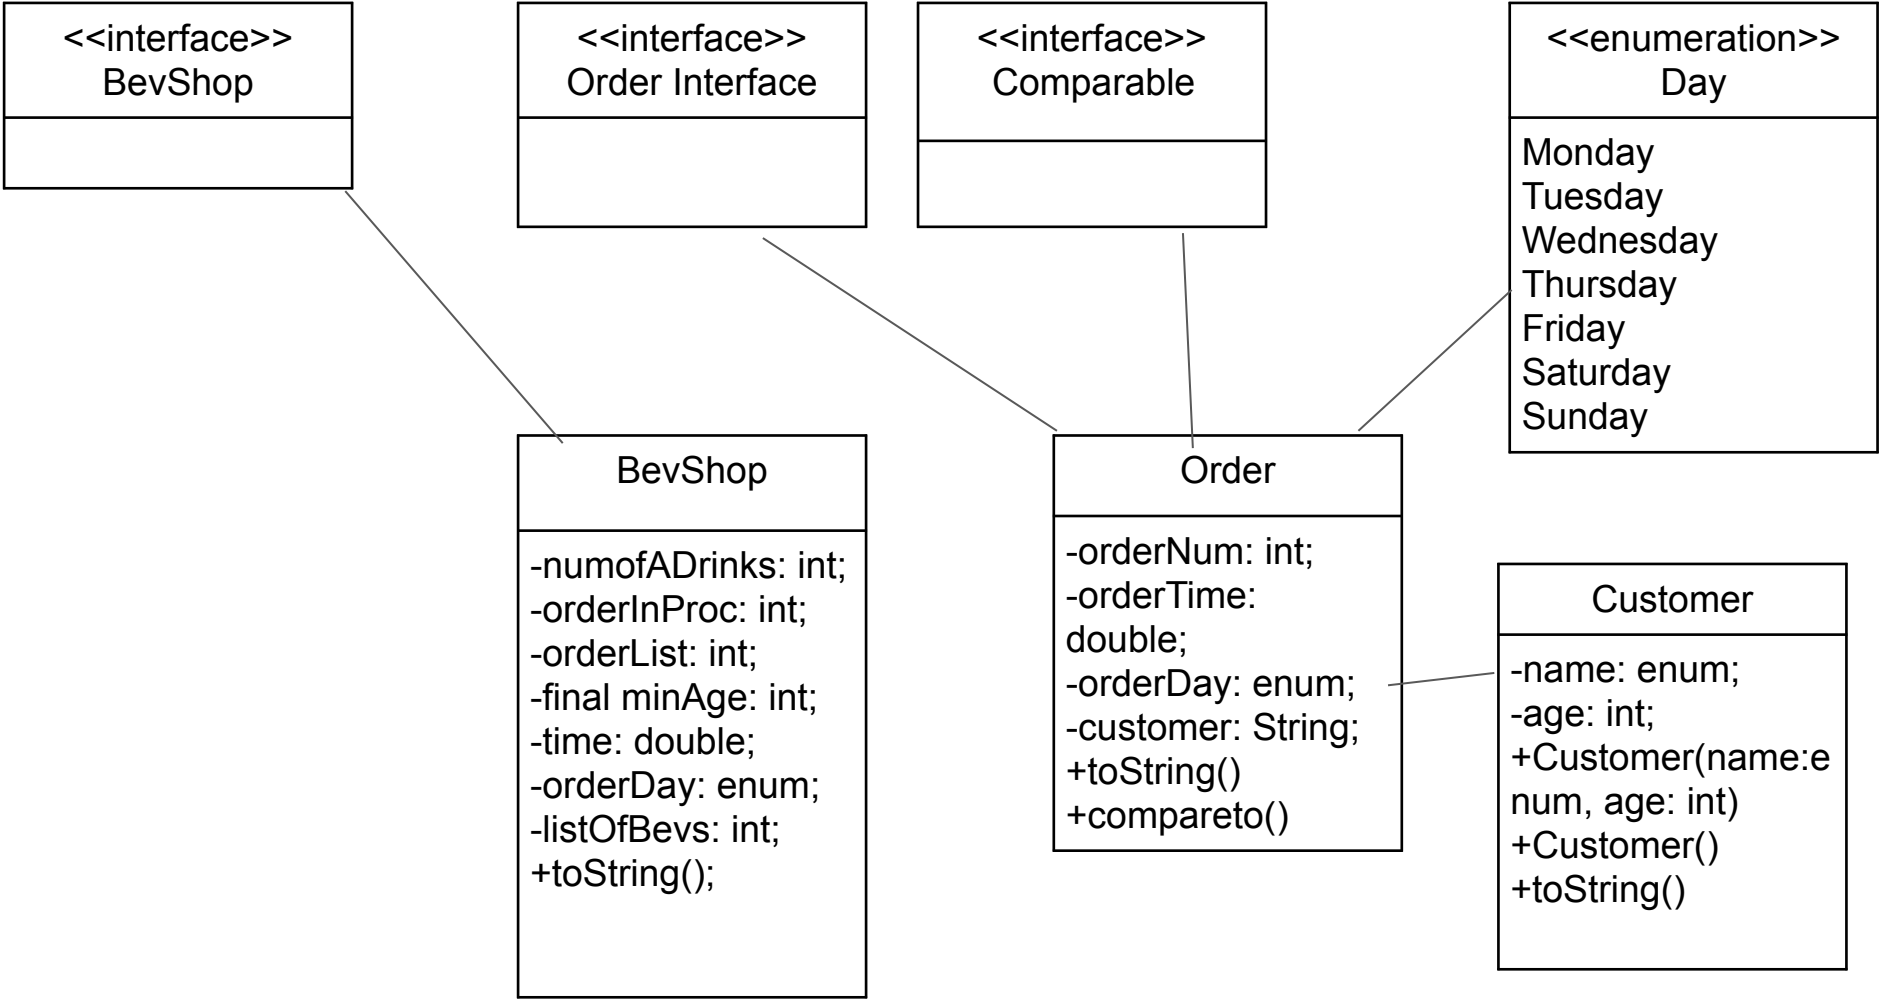 <<interface>>
BevShop
<<interface>>
Order Interface
<<interface>>
Comparable
<<enumeration>>
Day
Monday
Tuesday
Wednesday
Thursday
Friday
Saturday
Sunday
BevShop
-numofADrinks: int;
-orderInProc: int;
-orderList: int;
-final minAge: int;
-time: double;
-orderDay: enum;
-listOfBevs: int;
+toString();
Order
-orderNum: int;
-orderTime:
double;
-orderDay: enum;
-customer: String;
+toString()
+compareto()
Customer
-name: enum;
-age: int;
+Customer(name:e
num, age: int)
+Customer()
+toString()